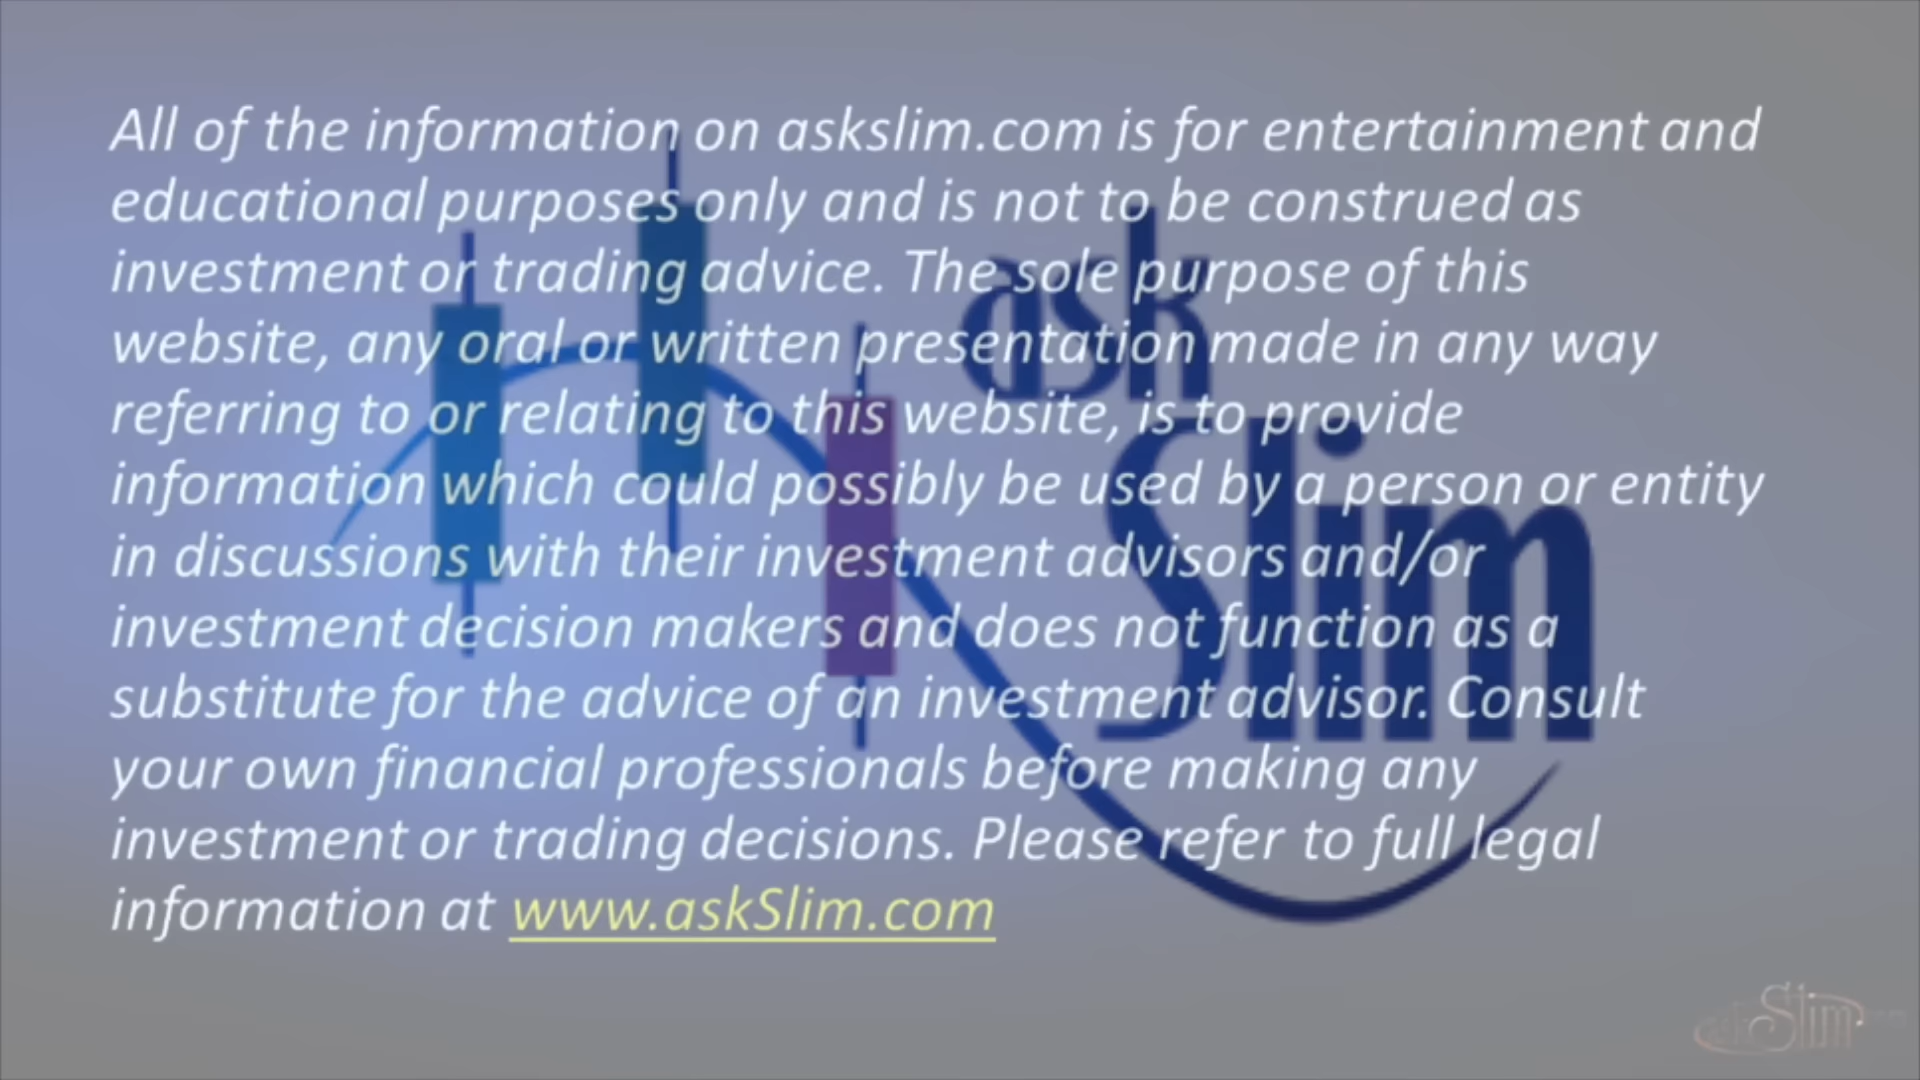 All of the information on askslim.com is for entertainment and
educational purposes only and is not to be construed as
investment or trading advice. The sole purpose of this
website, any oral or written presentation made in any way
referring to or relating to this website, is to provide
information which could possibly be used by a person or entity
in discussions with their investment advisors and/or
investment decision makers and does not function as a
substitute for the advice of an investment advisor. Consult
your own financial professionals before making any
investment or trading decisions. Please refer to full legal
information at www.askSlim.com
ask
Slim
Slim